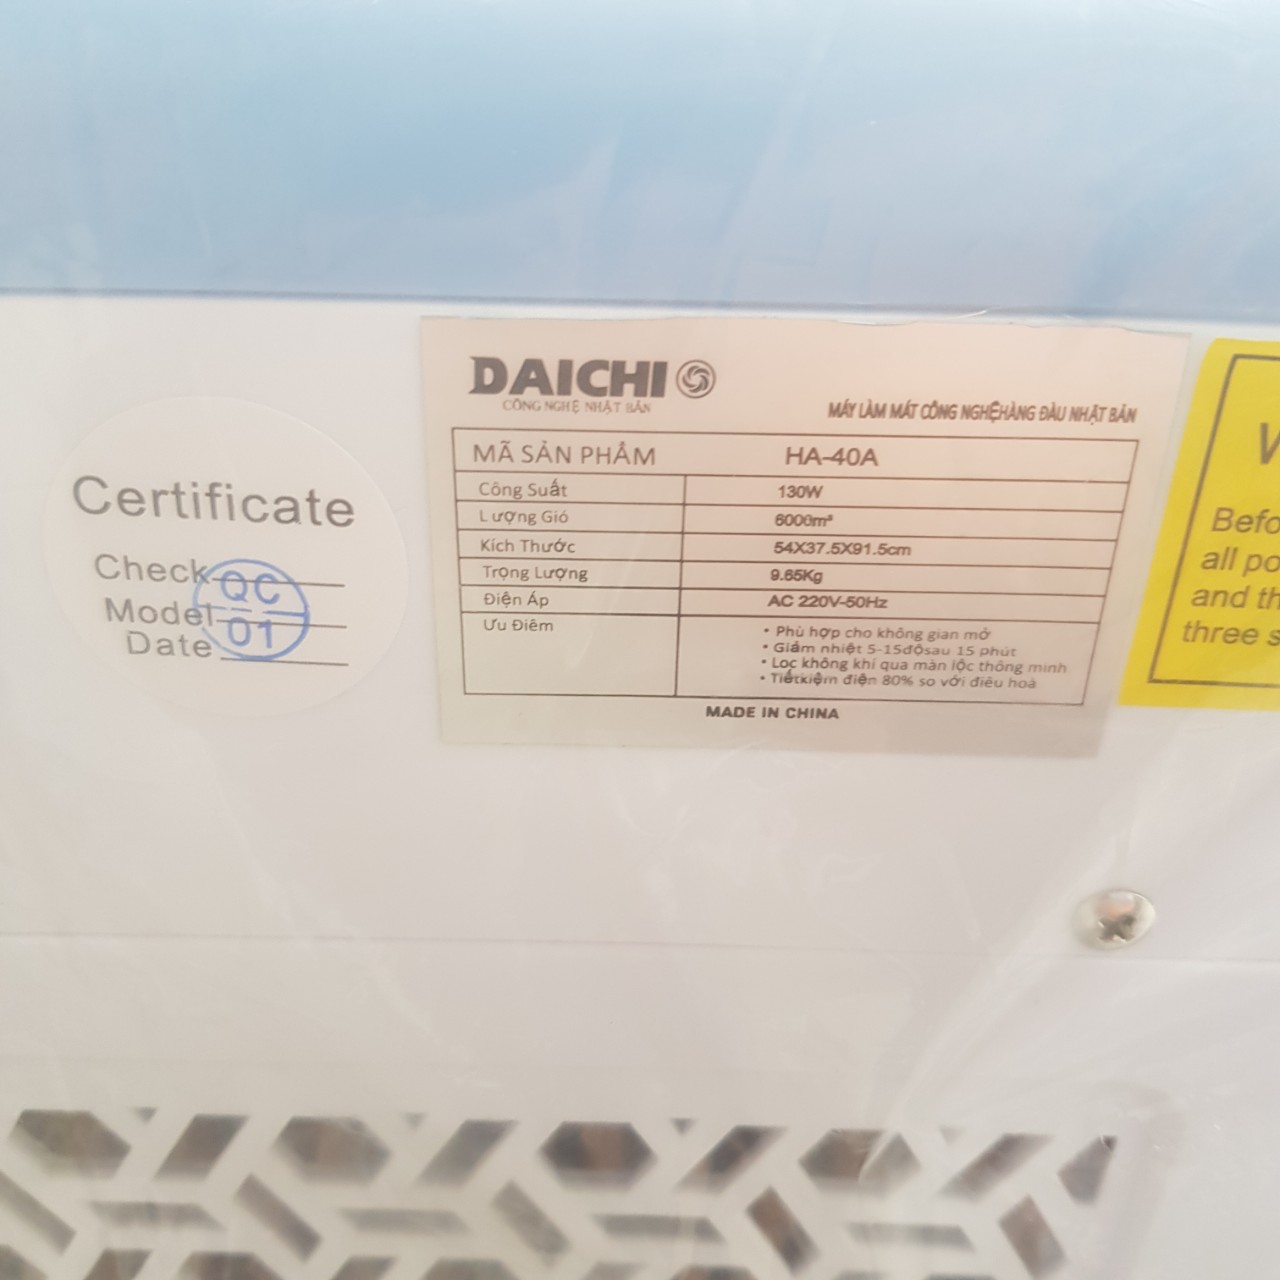 DAICHI
CÔNG NGHỆ NHẬT BẢN
MÁY LÀM MÁT CÔNG NGHỆHÀNG ĐẦU NHẬT BẢN
MÃ SẢN PHẨM HA-40A
Công Suất 130W
Lượng Gió 6000m³
Kích Thước 54X37.5X91.5cm
Trọng Lượng 9.65Kg
Điện Áp AC 220V-50Hz
Ưu Điêm
• Phù hợp cho không gian mở
• Giảm nhiệt 5-15độsau 15 phút
• Lọc không khí qua màn lộc thông minh
• Tiếtkiệm điện 80% so với điêu hoà
MADE IN CHINA
Certificate
Check
Model
Date
QC
01
Befo
all po
and th
three s